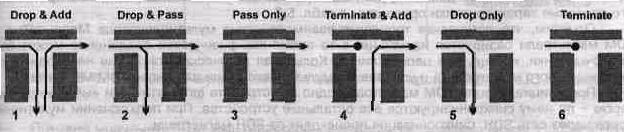 Drop & Add Drop & Pass Pass Only Terminate & Add Drop Only Terminate
1 2 3 4 5 6